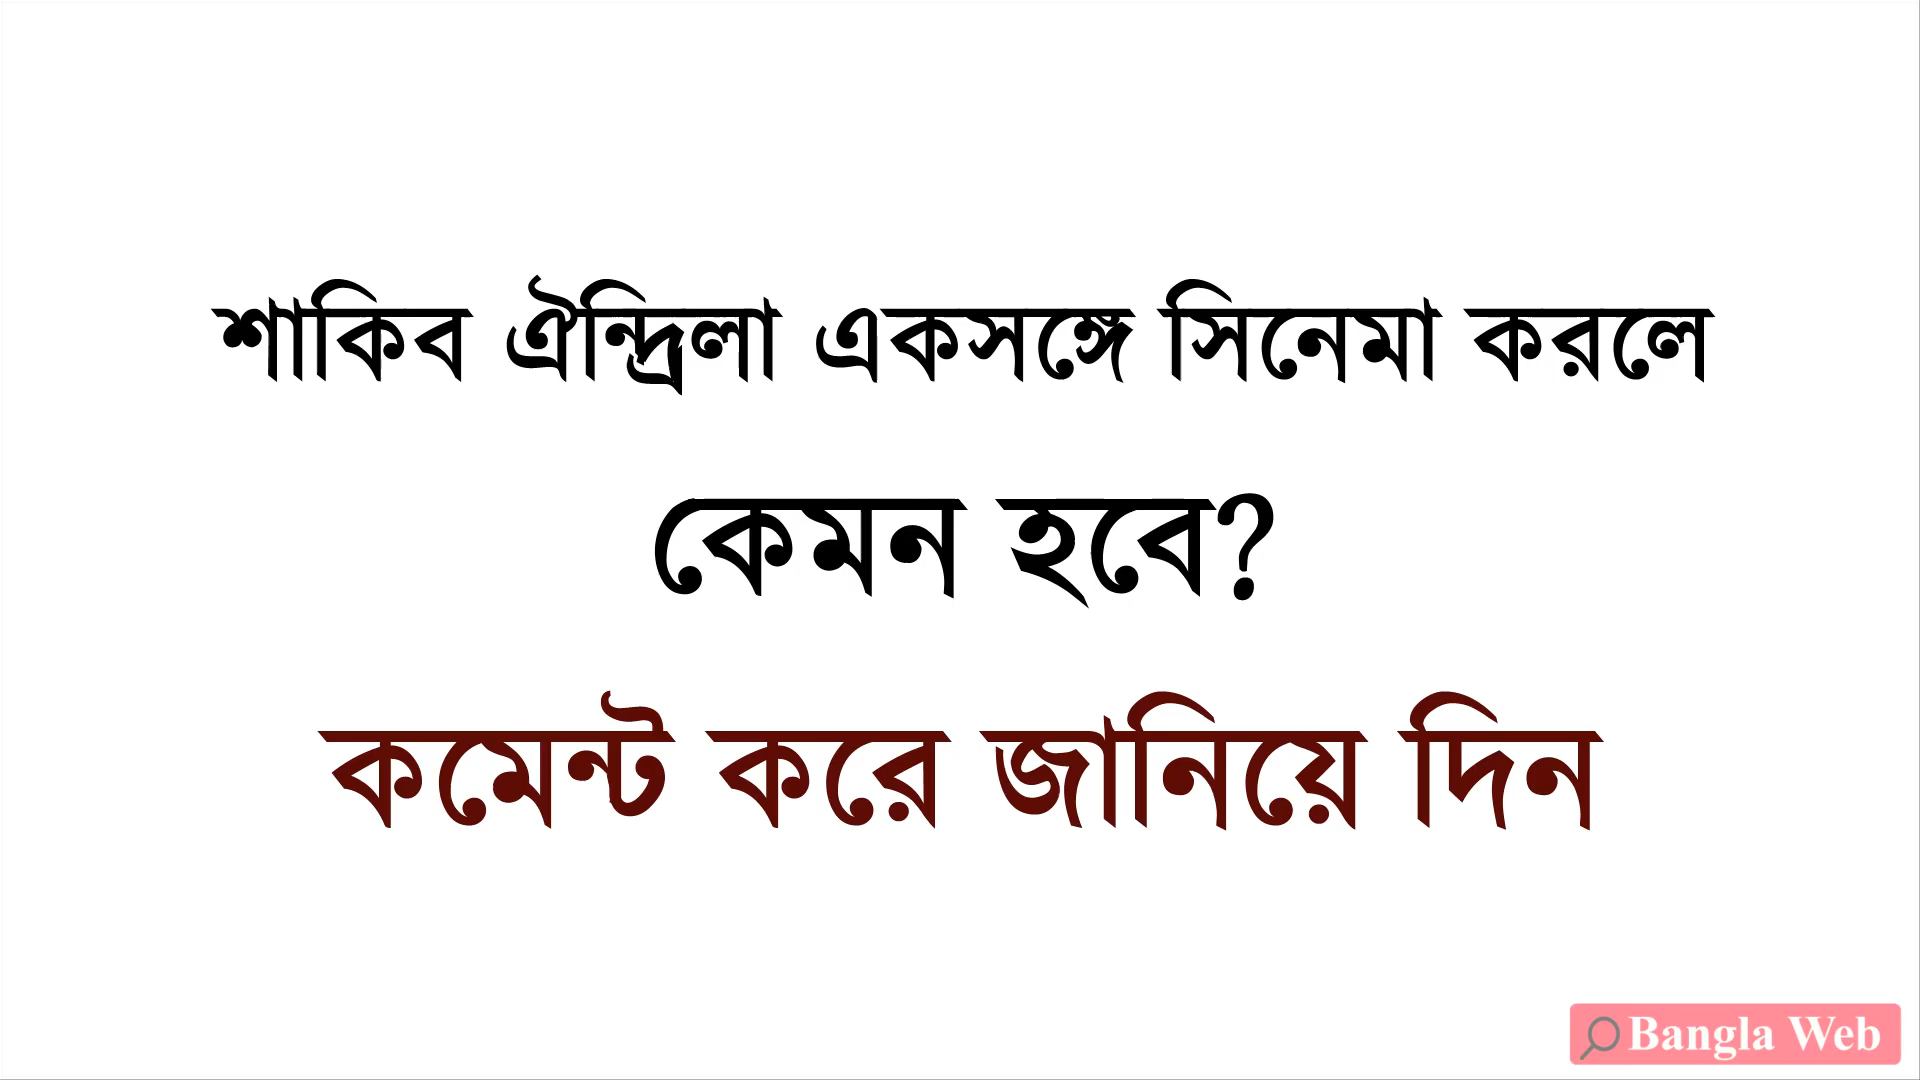 শাকিব ঐন্দ্রিলা একসঙ্গে সিনেমা করলে
কেমন হবে?
কমেন্ট করে জানিয়ে দিন
Bangla Web